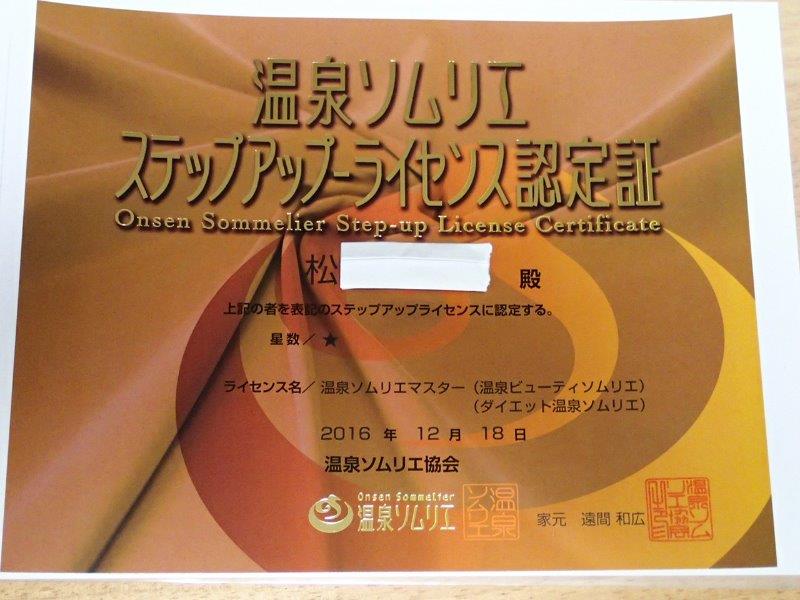 温泉ソムリエ
ステップアップーライセンス認定証
Onsen Sommelier Step-up License Certificate
松 殿
上記の者を表記のステップアップライセンスに認定する。
星数／★
ライセンス名／温泉ソムリエマスター（温泉ビューティソムリエ）
（ダイエット温泉ソムリエ）
2016 年 12 月 18 日
温泉ソムリエ協会
Onsen Sommelier
温泉ソムリエ
家元 遠間 和広